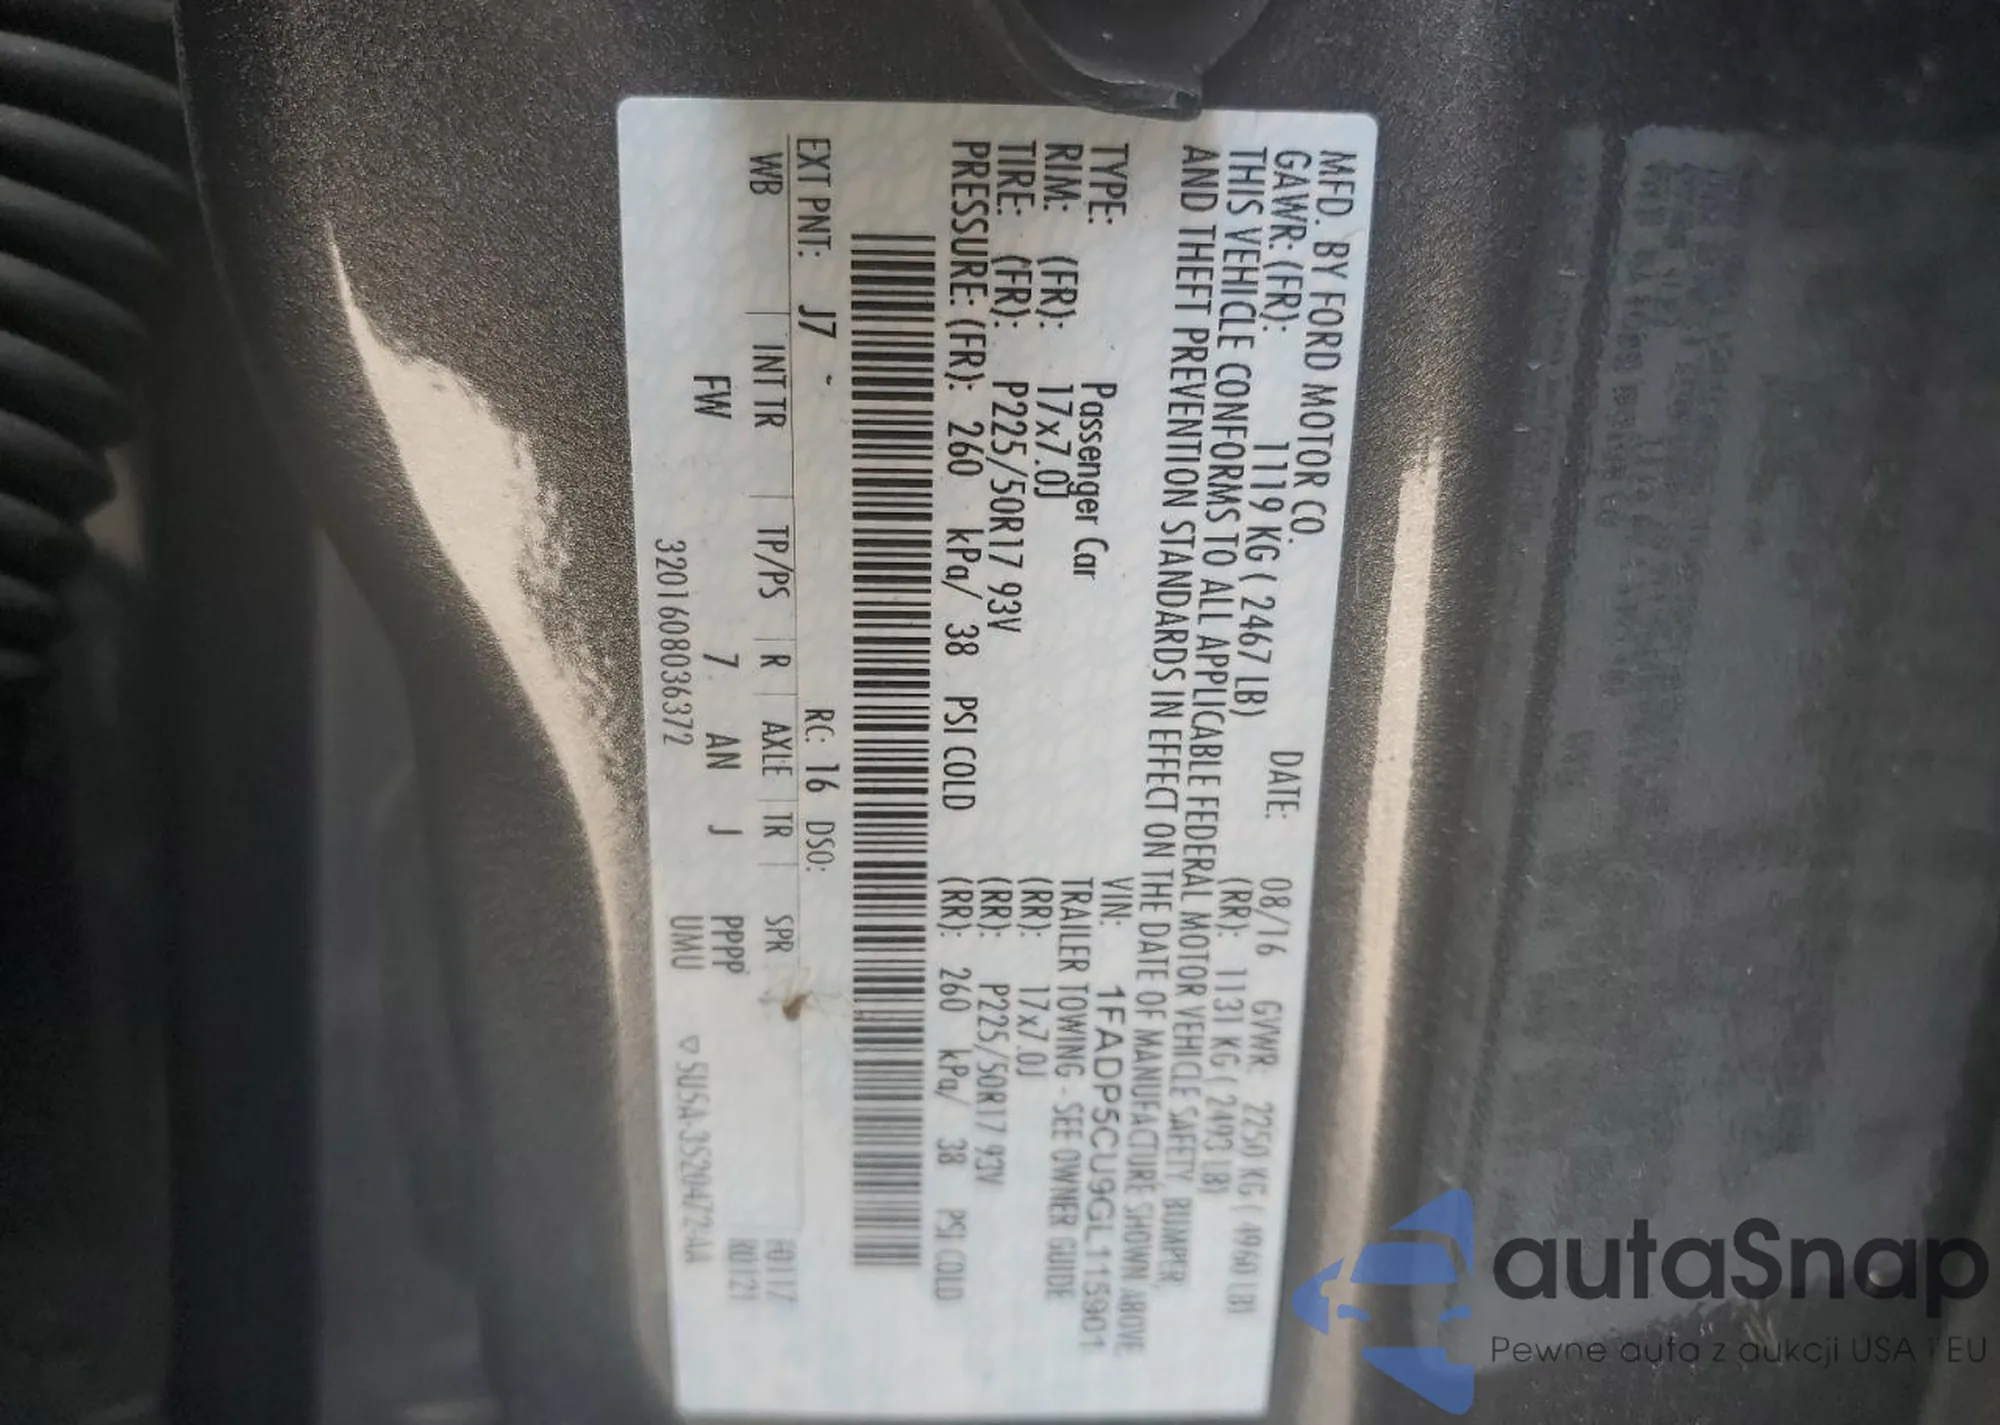 MFD. BY FORD MOTOR CO.
DATE: 08/16 GVWR: 2250 KG ( 4960 LB)
GAWR: (FR): 1119 KG ( 2467 LB) (RR): 1131 KG ( 2493 LB)
THIS VEHICLE CONFORMS TO ALL APPLICABLE FEDERAL MOTOR VEHICLE SAFETY, BUMPER,
AND THEFT PREVENTION STANDARDS IN EFFECT ON THE DATE OF MANUFACTURE SHOWN ABOVE.
VIN: 1FADP5CU9GL115901
TYPE: Passenger Car TRAILER TOWING - SEE OWNER GUIDE
RIM: (FR): 17x7.0J (RR): 17x7.0J
TIRE: (FR): P225/50R17 93V (RR): P225/50R17 93V
PRESSURE: (FR): 260 kPa/ 38 PSI COLD (RR): 260 kPa/ 38 PSI COLD
EXT PNT: J7 - RC: 16 DSO:
WB INT TR TP/PS R AXLE TR SPR F0117
FW 7 AN J PPPP R0121
UMU
3201608036372 ▽5U5A-3520472-AA
autaSnap
Pewne auta z aukcji USA i EU